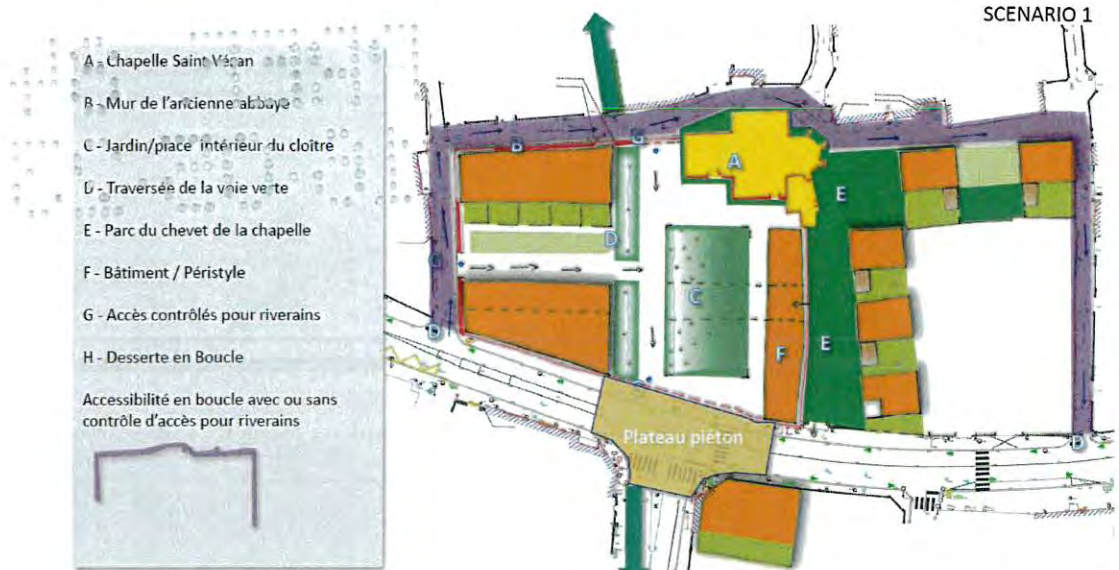 SCENARIO 1
A - Chapelle Saint Véran
B - Mur de l'ancienne abbaye
C - Jardin/place intérieur du cloître
D - Traversée de la voie verte
E - Parc du chevet de la chapelle
F - Bâtiment / Péristyle
G - Accès contrôlés pour riverains
H - Desserte en Boucle
Accessibilité en boucle avec ou sans
contrôle d'accès pour riverains
B
G
A
E
D
C
F
E
D
D
Plateau piéton